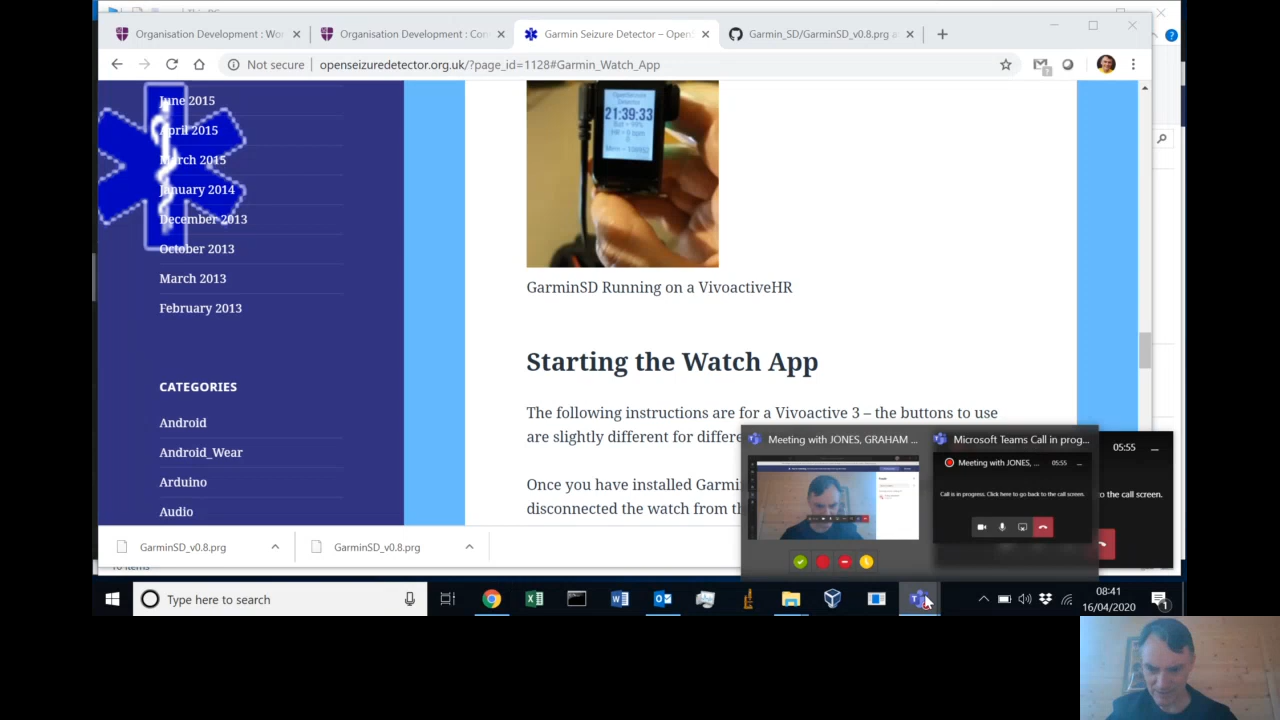 Organisation Development : Wo
Organisation Development : Con
Garmin Seizure Detector – Open
Garmin_SD/GarminSD_v0.8.prg a
Not secure
openseizuredetector.org.uk/?page_id=1128#Garmin_Watch_App
June 2015
April 2015
March 2015
January 2014
December 2013
October 2013
March 2013
February 2013
CATEGORIES
Android
Android_Wear
Arduino
Audio
21:39:33
GarminSD Running on a VivoactiveHR
Starting the Watch App
The following instructions are for a Vivoactive 3 – the buttons to use
are slightly different for differe
Once you have installed Garmi
disconnected the watch from th
Meeting with JONES, GRAHAM ...
Microsoft Teams Call in prog...
Meeting with JONES, ...
05:55
Call is in progress. Click here to go back to the call screen.
05:55
to the call screen.
GarminSD_v0.8.prg
GarminSD_v0.8.prg
Type here to search
08:41
16/04/2020
1